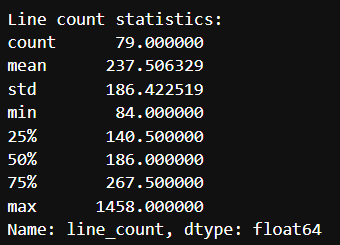 Line count statistics:
count       79.000000
mean       237.506329
std        186.422519
min         84.000000
25%        140.500000
50%        186.000000
75%        267.500000
max       1458.000000
Name: line_count, dtype: float64